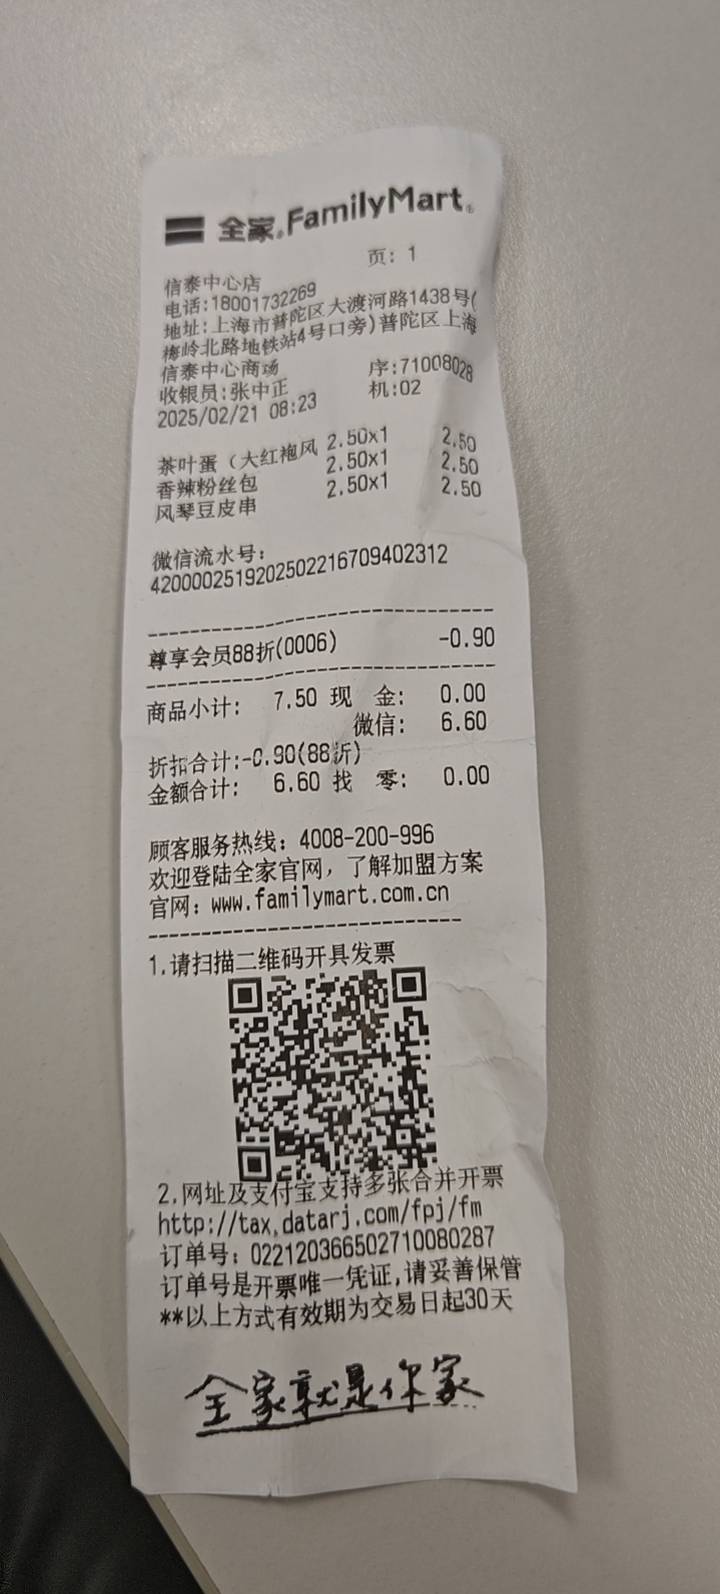 全家 FamilyMart
页: 1
信泰中心店
电话:18001732269
地址:上海市普陀区大渡河路1438号(
梅岭北路地铁站4号口旁)普陀区上海
信泰中心商场 序:71008028
收银员:张中正 机:02
2025/02/21 08:23
茶叶蛋（大红袍风 2.50x1 2.50
香辣粉丝包 2.50x1 2.50
风琴豆皮串 2.50x1 2.50
微信流水号:
4200002519202502216709402312
尊享会员88折(0006) -0.90
商品小计: 7.50 现 金: 0.00
微信: 6.60
折扣合计:-0.90(88折)
金额合计: 6.60 找 零: 0.00
顾客服务热线: 4008-200-996
欢迎登陆全家官网，了解加盟方案
官网: www.familymart.com.cn
1.请扫描二维码开具发票
2.网址及支付宝支持多张合并开票
http://tax.datarj.com/fpj/fm
订单号: 022120366502710080287
订单号是开票唯一凭证,请妥善保管
**以上方式有效期为交易日起30天
全家就是你家